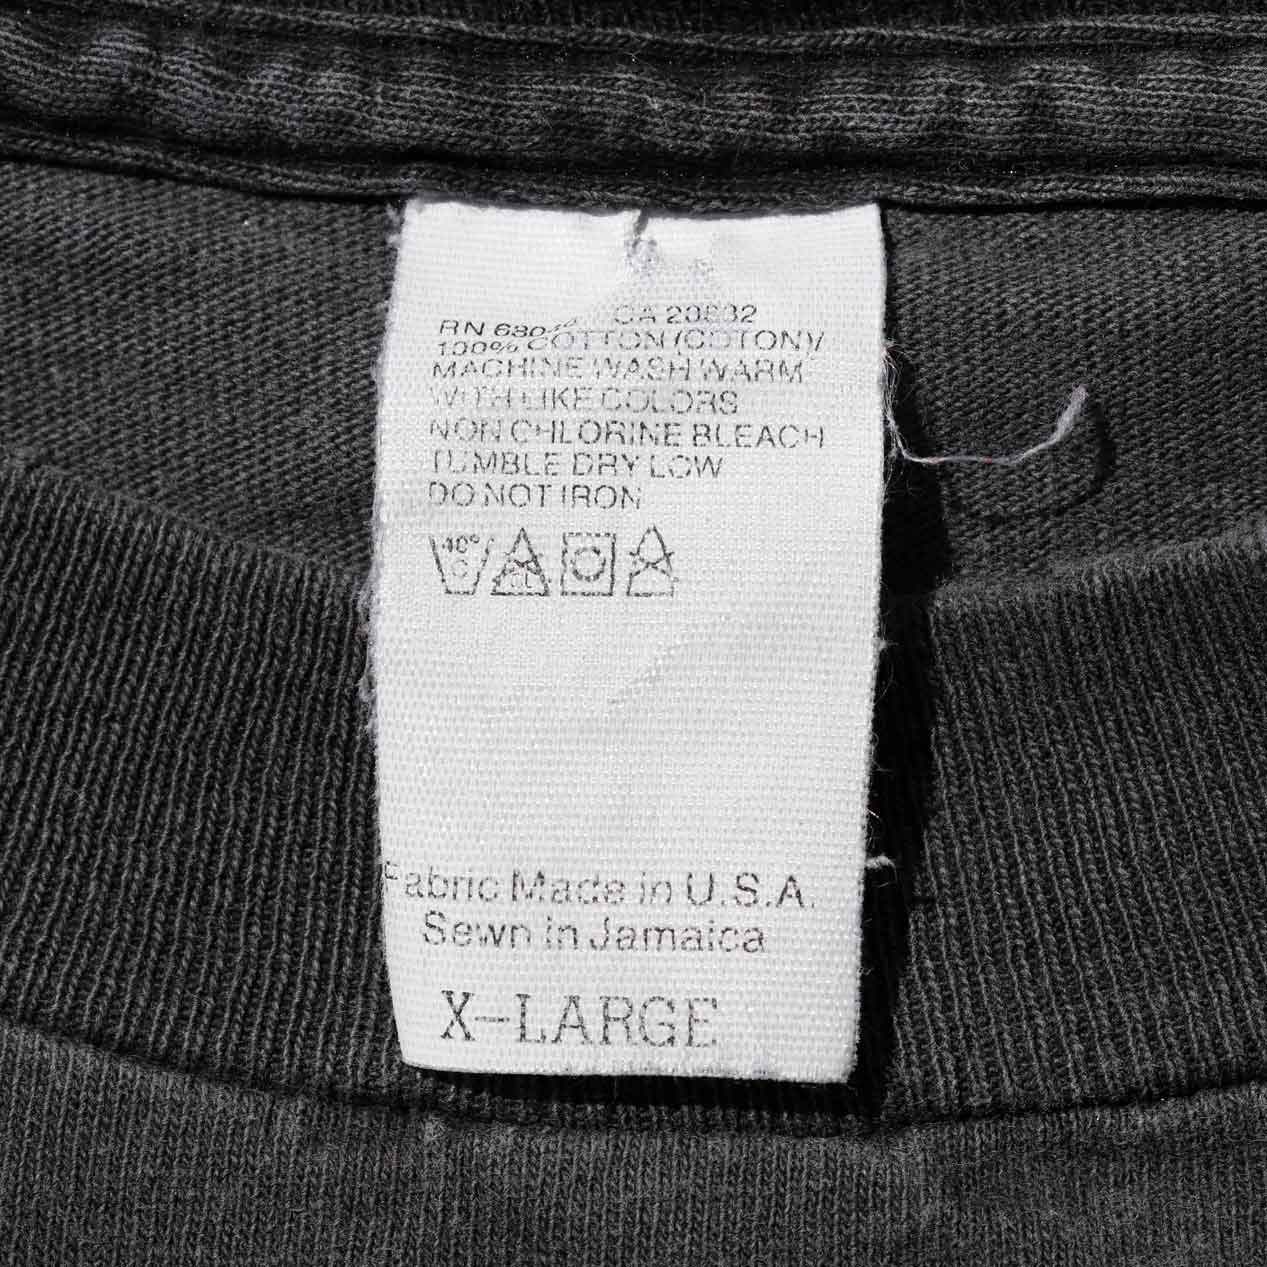 RN CA
100% COTTON (COTON)/
MACHINE WASH WARM
WITH LIKE COLORS
NON CHLORINE BLEACH
TUMBLE DRY LOW
DO NOT IRON
40°
C
CL
Fabric Made in U.S.A.
Sewn in Jamaica
X-LARGE